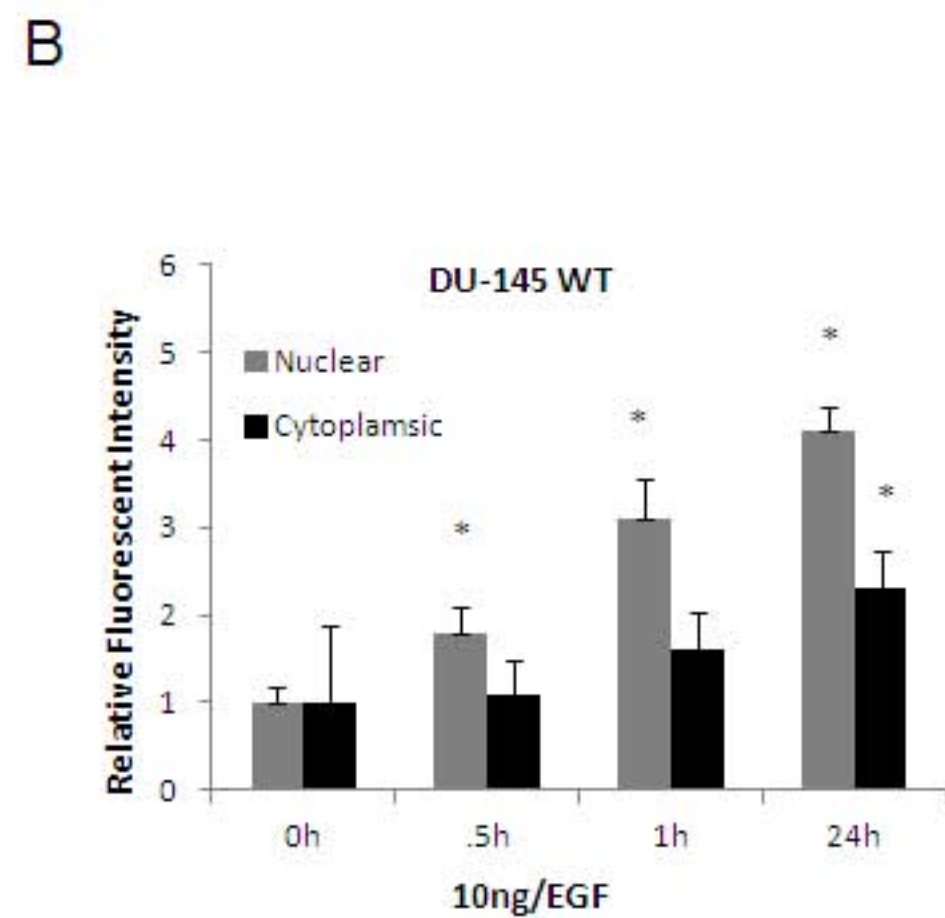 B
DU-145 WT
Relative Fluorescent Intensity
6
5
4
3
2
1
0
Nuclear
Cytoplamsic
*
*
*
*
0h .5h 1h 24h
10ng/EGF